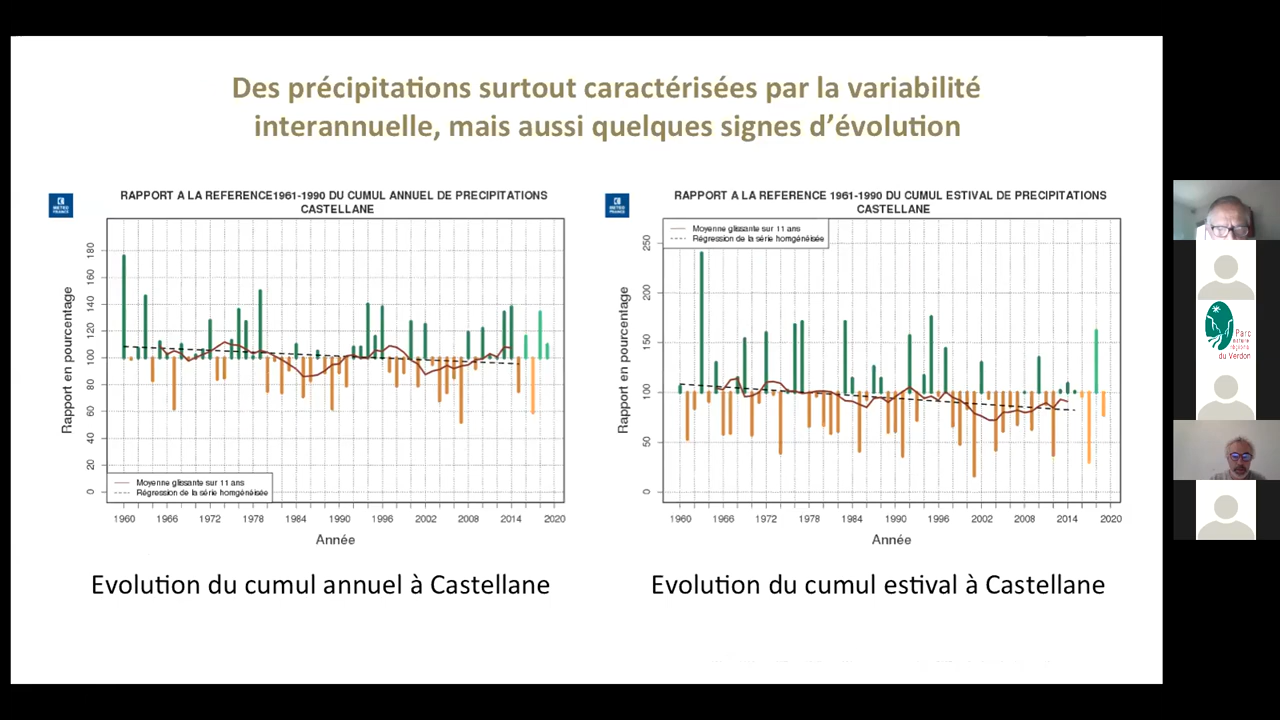 Des précipitations surtout caractérisées par la variabilité
interannuelle, mais aussi quelques signes d’évolution
METEO
FRANCE
RAPPORT A LA REFERENCE1961-1990 DU CUMUL ANNUEL DE PRECIPITATIONS
CASTELLANE
Rapport en pourcentage
180
160
140
120
100
80
60
40
20
0
Moyenne glissante sur 11 ans
Régression de la série homgénéisée
1960 1966 1972 1978 1984 1990 1996 2002 2008 2014 2020
Année
Evolution du cumul annuel à Castellane
METEO
FRANCE
RAPPORT A LA REFERENCE 1961-1990 DU CUMUL ESTIVAL DE PRECIPITATIONS
CASTELLANE
Moyenne glissante sur 11 ans
Régression de la série homgénéisée
Rapport en pourcentage
250
200
150
100
50
0
1960 1966 1972 1978 1984 1990 1996 2002 2008 2014 2020
Année
Evolution du cumul estival à Castellane
Parc
naturel
régional
du Verdon